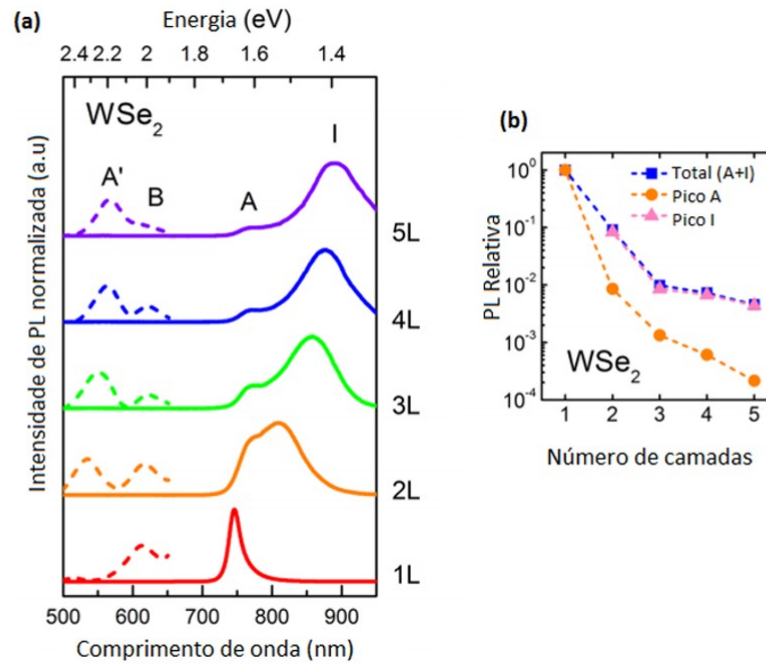 (a)
Energia (eV)
2.4 2.2 2 1.8 1.6 1.4
WSe₂
A'
B
A
I
5L
4L
3L
2L
1L
Intensidade de PL normalizada (a.u)
500 600 700 800 900
Comprimento de onda (nm)
(b)
10⁰
10⁻¹
10⁻²
10⁻³
10⁻⁴
PL Relativa
Total (A+I)
Pico A
Pico I
WSe₂
1 2 3 4 5
Número de camadas